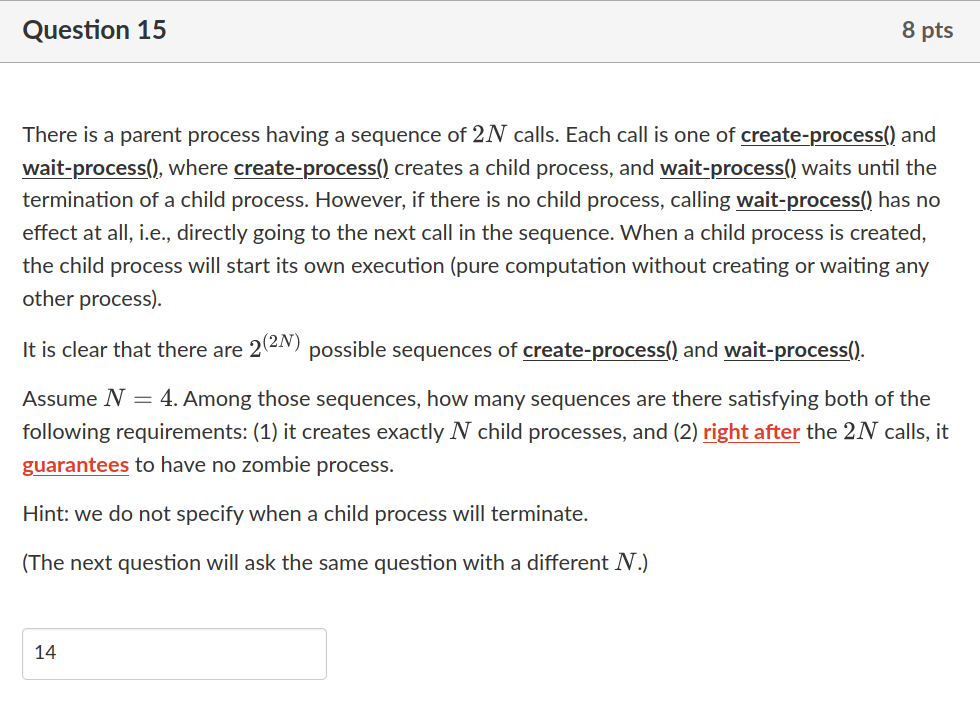 Question 15
8 pts
There is a parent process having a sequence of 2N calls. Each call is one of create-process() and
wait-process(), where create-process() creates a child process, and wait-process() waits until the
termination of a child process. However, if there is no child process, calling wait-process() has no
effect at all, i.e., directly going to the next call in the sequence. When a child process is created,
the child process will start its own execution (pure computation without creating or waiting any
other process).
It is clear that there are 2^(2N) possible sequences of create-process() and wait-process().
Assume N = 4. Among those sequences, how many sequences are there satisfying both of the
following requirements: (1) it creates exactly N child processes, and (2) right after the 2N calls, it
guarantees to have no zombie process.
Hint: we do not specify when a child process will terminate.
(The next question will ask the same question with a different N.)
14